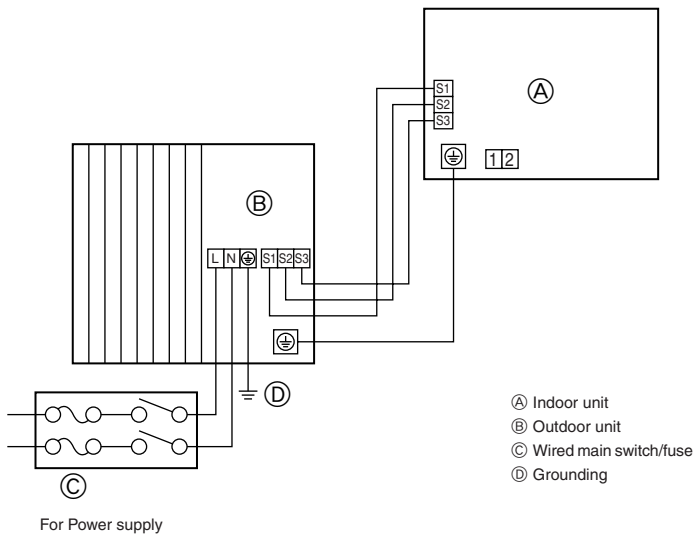 Ⓐ
S1
S2
S3
1 2
Ⓑ
L N S1 S2 S3
Ⓓ
Ⓒ
For Power supply
Ⓐ Indoor unit
Ⓑ Outdoor unit
Ⓒ Wired main switch/fuse
Ⓓ Grounding